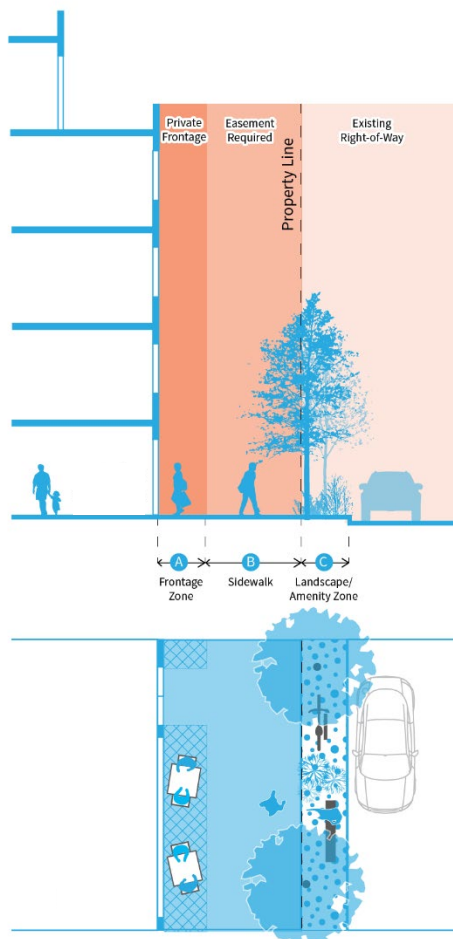 Private
Frontage
Easement
Required
Existing
Right-of-Way
Property Line
A
B
C
Frontage
Zone
Sidewalk
Landscape/
Amenity Zone